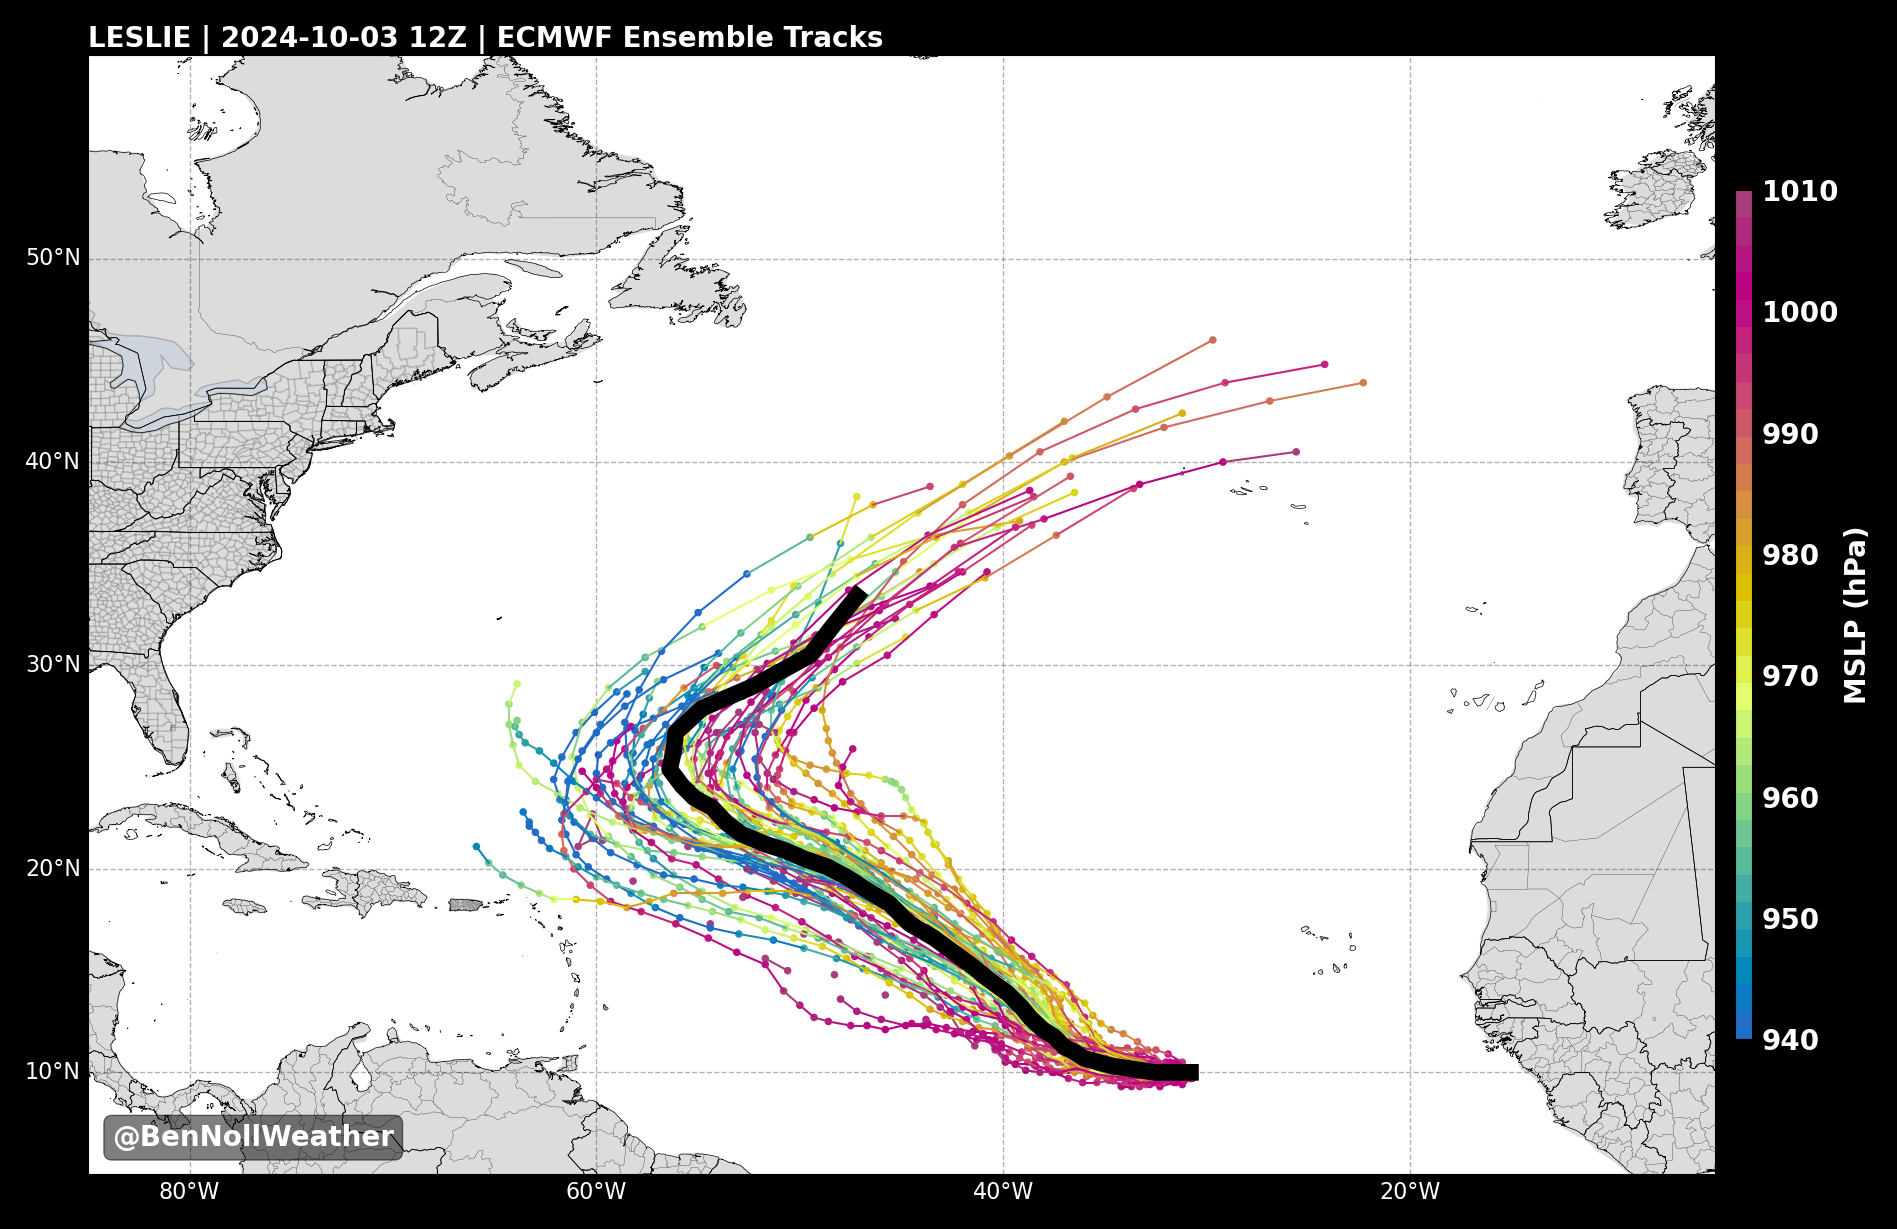 LESLIE | 2024-10-03 12Z | ECMWF Ensemble Tracks
50°N
40°N
30°N
20°N
10°N
80°W
60°W
40°W
20°W
1010
1000
990
980
970
960
950
940
MSLP (hPa)
@BenNollWeather